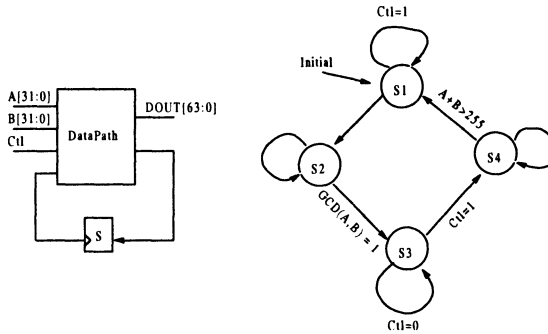 Ctl=1
Initial
S1
A[31:0]
B[31:0]
Ctl
DataPath
DOUT[63:0]
A+B>255
S2
S4
GCD(A,B) = 1
Ctl=1
S
S3
Ctl=0